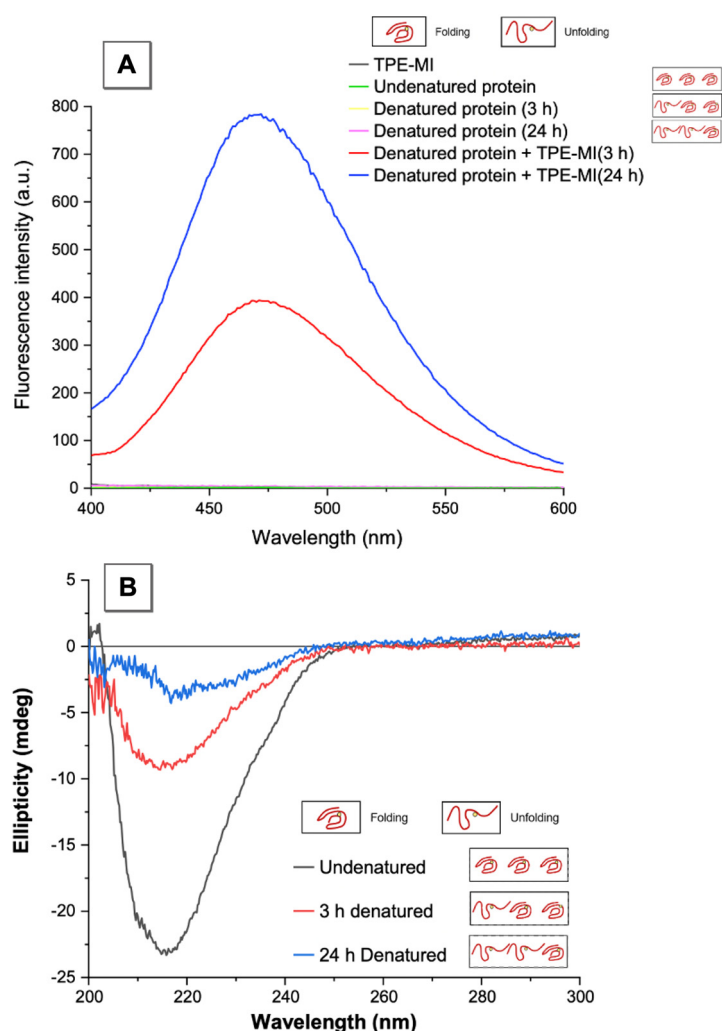 Folding
Unfolding
A
TPE-MI
Undenatured protein
Denatured protein (3 h)
Denatured protein (24 h)
Denatured protein + TPE-MI(3 h)
Denatured protein + TPE-MI(24 h)
800
700
600
500
400
300
200
100
0
Fluorescence intensity (a.u.)
400
450
500
550
600
Wavelength (nm)
B
5
0
-5
-10
-15
-20
-25
Ellipticity (mdeg)
Folding
Unfolding
Undenatured
3 h denatured
24 h Denatured
200
220
240
260
280
300
Wavelength (nm)